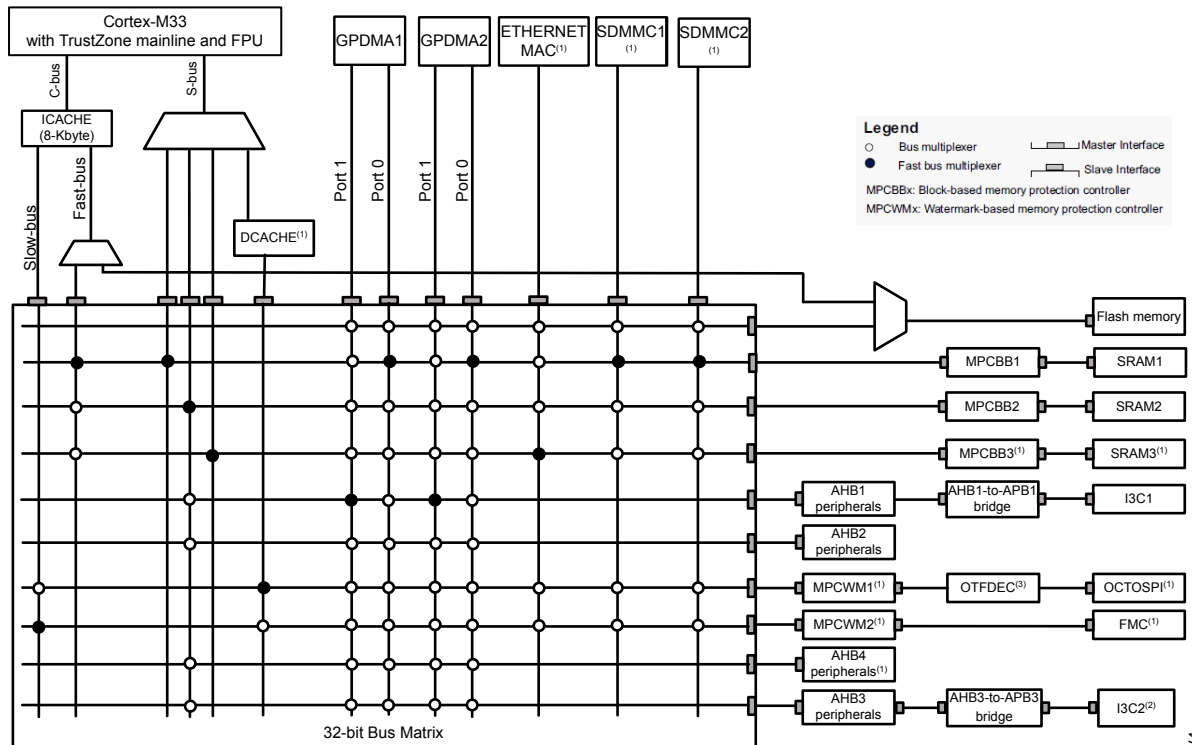 Cortex-M33
with TrustZone mainline and FPU
GPDMA1
GPDMA2
ETHERNET
MAC(1)
SDMMC1
(1)
SDMMC2
(1)
C-bus
S-bus
ICACHE
(8-Kbyte)
Slow-bus
Fast-bus
DCACHE(1)
Port 1
Port 0
Port 1
Port 0
Legend
Bus multiplexer
Fast bus multiplexer
Master Interface
Slave Interface
MPCBBx: Block-based memory protection controller
MPCWMx: Watermark-based memory protection controller
Flash memory
MPCBB1
SRAM1
MPCBB2
SRAM2
MPCBB3(1)
SRAM3(1)
AHB1
peripherals
AHB1-to-APB1
bridge
I3C1
AHB2
peripherals
MPCWM1(1)
OTFDEC(3)
OCTOSPI(1)
MPCWM2(1)
FMC(1)
AHB4
peripherals(1)
AHB3
peripherals
AHB3-to-APB3
bridge
I3C2(2)
32-bit Bus Matrix